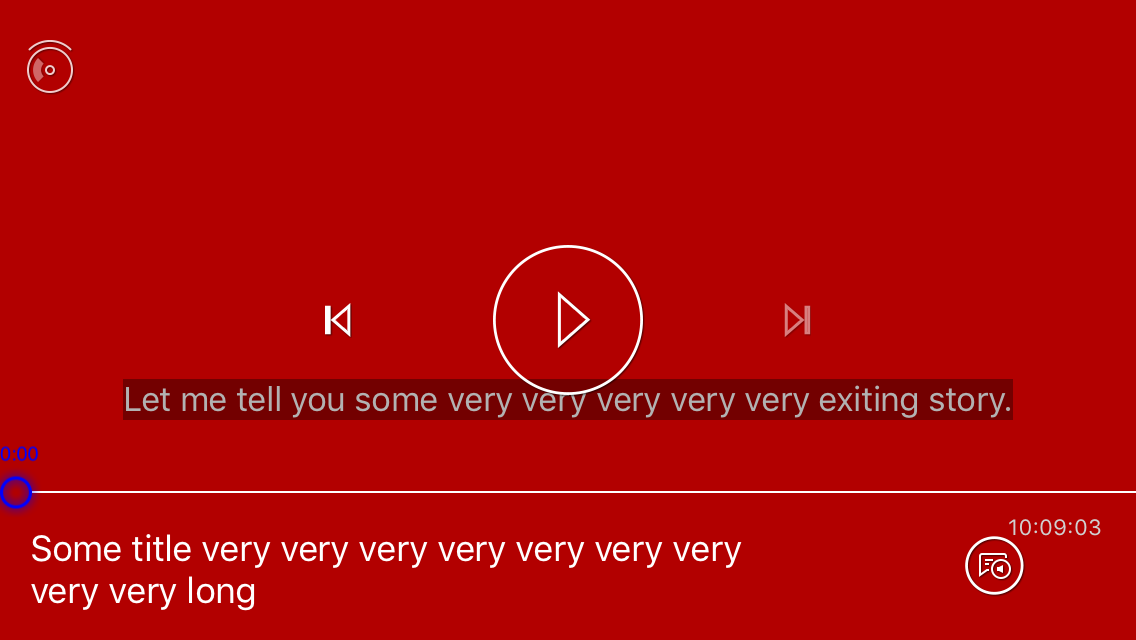 Let me tell you some very very very very very exiting story.
0:00
10:09:03
Some title very very very very very very very
very very long